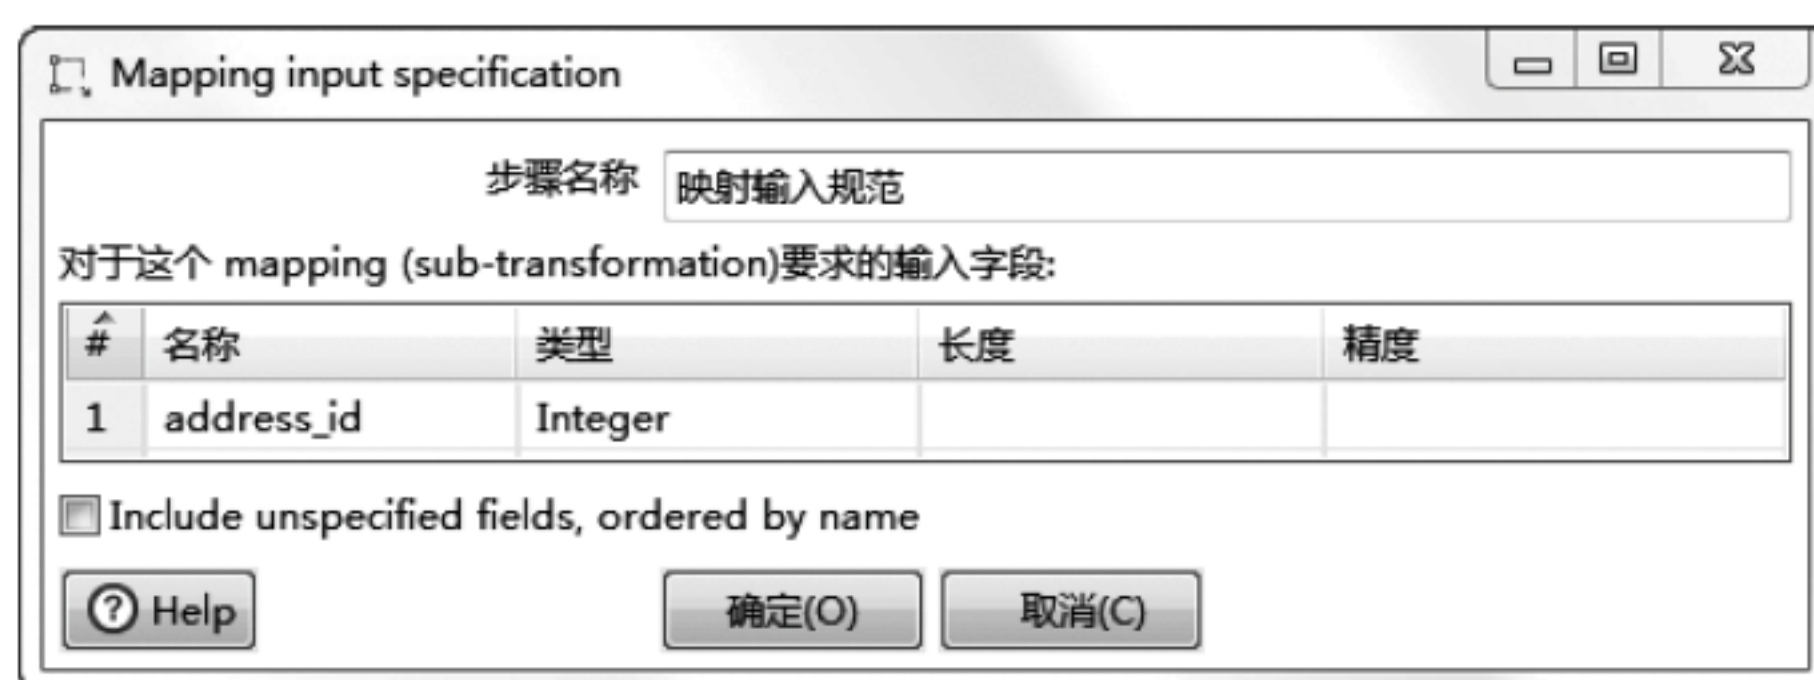 Mapping input specification
步骤名称 映射输入规范
对于这个 mapping (sub-transformation)要求的输入字段:
# 名称 类型 长度 精度
1 address_id Integer
Include unspecified fields, ordered by name
Help 确定(O) 取消(C)